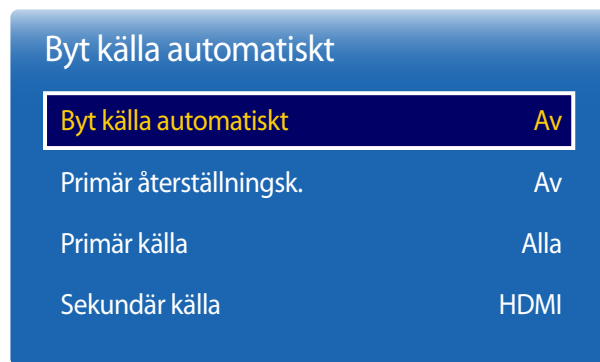 Byt källa automatiskt
Byt källa automatiskt Av
Primär återställningsk. Av
Primär källa Alla
Sekundär källa HDMI